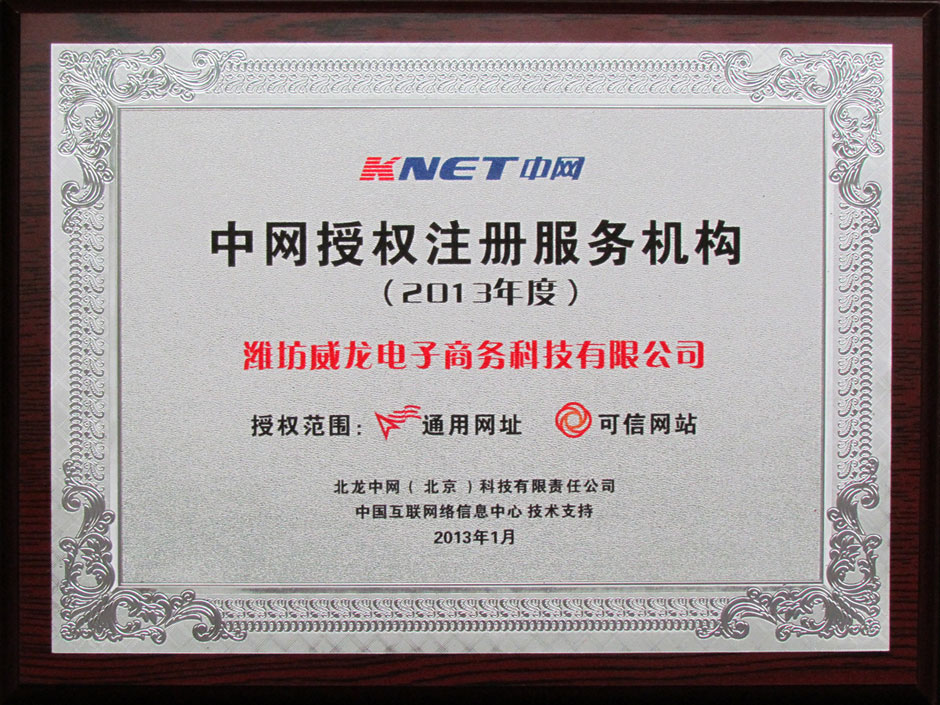 KNET中网
中网授权注册服务机构
（2013年度）
潍坊威龙电子商务科技有限公司
授权范围： 通用网址 可信网站
北龙中网（北京）科技有限责任公司
中国互联网络信息中心 技术支持
2013年1月